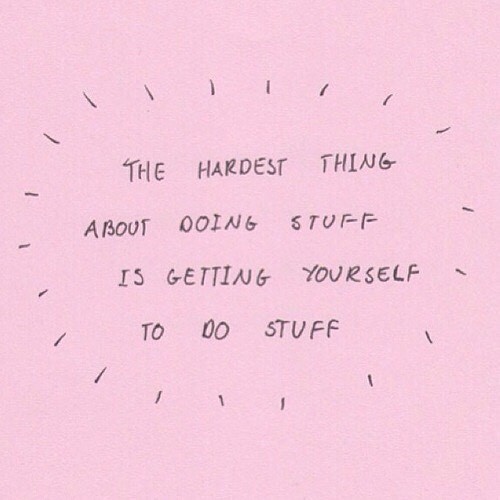 THE HARDEST THING
ABOUT DOING STUFF
IS GETTING YOURSELF
TO DO STUFF